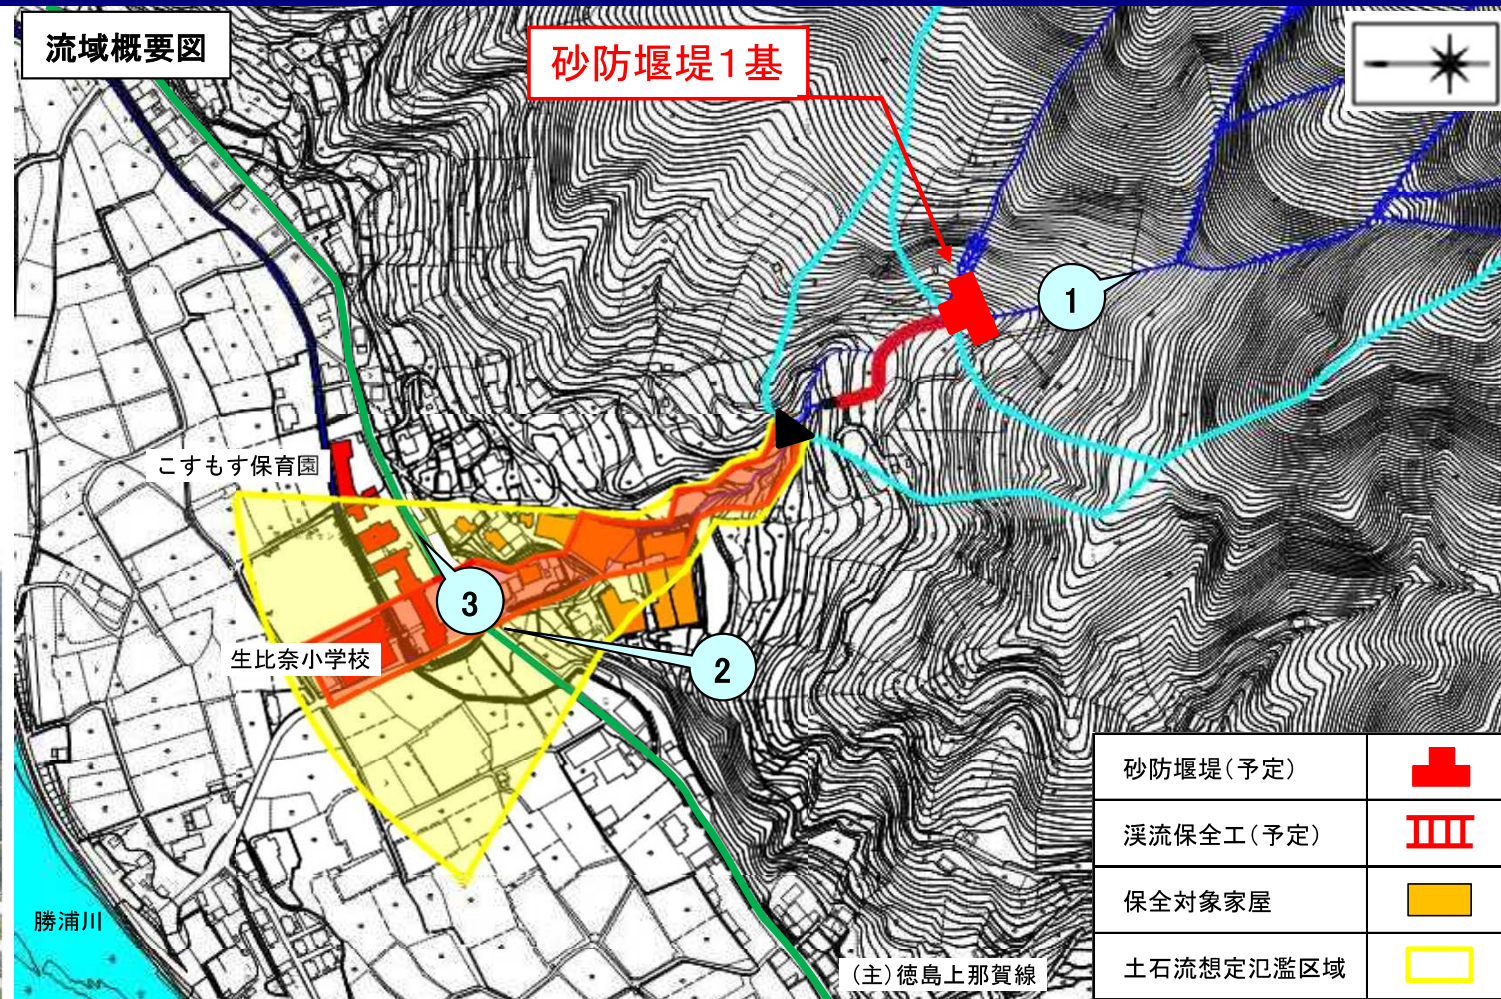 流域概要図
砂防堰堤1基
1
こすもす保育園
3
生比奈小学校
2
勝浦川
(主)徳島上那賀線
砂防堰堤(予定)
渓流保全工(予定)
保全対象家屋
土石流想定氾濫区域